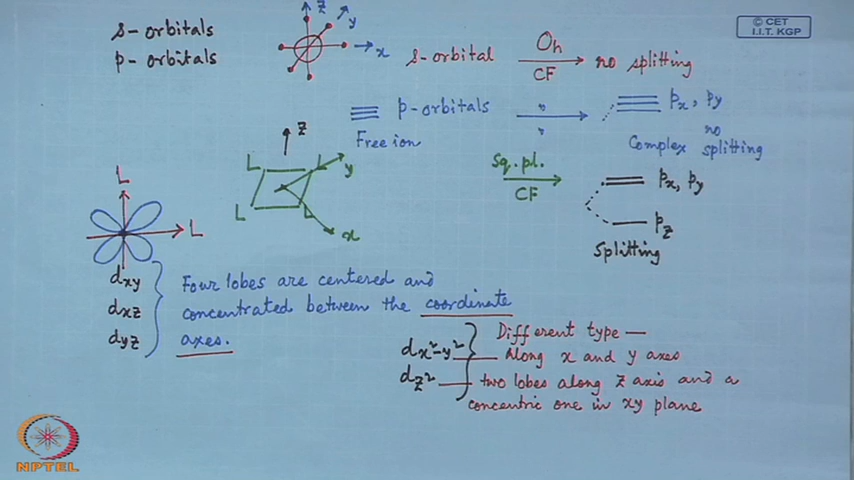 © CET
I.I.T. KGP
s-orbitals
p-orbitals
z
y
x
s-orbital Oh CF no splitting
p-orbitals px, py
Free ion
Complex no splitting
z
L L
y
L L
x
Sq. pl.
CF
px, py
pz
Splitting
L
L
dxy
dxz
dyz
Four lobes are centered and
concentrated between the coordinate
axes.
Different type —
dx²-y² — Along x and y axes
dz² — two lobes along z axis and a
concentric one in xy plane
NPTEL